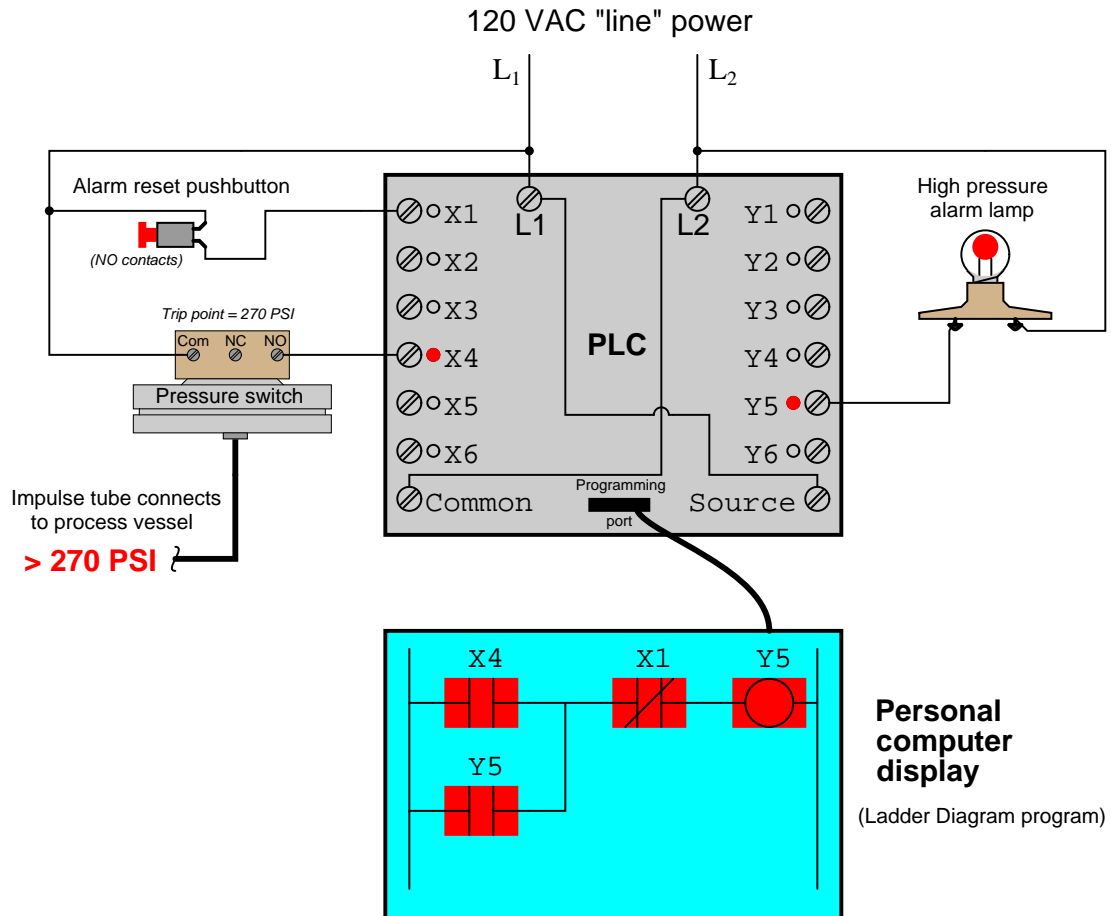 120 VAC "line" power
L1
L2
Alarm reset pushbutton
(NO contacts)
High pressure
alarm lamp
L1
L2
X1
X2
X3
X4
X5
X6
Common
Y1
Y2
Y3
Y4
Y5
Y6
Source
PLC
Programming
port
Trip point = 270 PSI
Com NC NO
Pressure switch
Impulse tube connects
to process vessel
> 270 PSI
X4 X1 Y5
Y5
Personal
computer
display
(Ladder Diagram program)